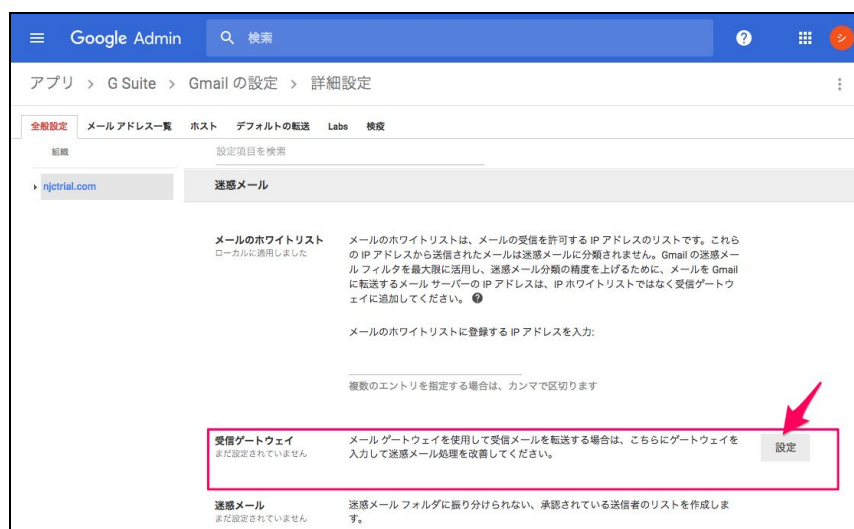 Google Admin
検索
シ
アプリ > G Suite > Gmail の設定 > 詳細設定
全般設定 メール アドレス一覧 ホスト デフォルトの転送 Labs 検疫
組織
設定項目を検索
njctrial.com
迷惑メール
メールのホワイトリスト
ローカルに適用しました
メールのホワイトリストは、メールの受信を許可する IP アドレスのリストです。これら
の IP アドレスから送信されたメールは迷惑メールに分類されません。Gmail の迷惑メー
ル フィルタを最大限に活用し、迷惑メール分類の精度を上げるために、メールを Gmail
に転送するメール サーバーの IP アドレスは、IP ホワイトリストではなく受信ゲートウ
ェイに追加してください。
メールのホワイトリストに登録する IP アドレスを入力:
複数のエントリを指定する場合は、カンマで区切ります
受信ゲートウェイ
まだ設定されていません
メール ゲートウェイを使用して受信メールを転送する場合は、こちらにゲートウェイを
入力して迷惑メール処理を改善してください。
設定
迷惑メール
まだ設定されていません
迷惑メール フォルダに振り分けられない、承認されている送信者のリストを作成しま
す。